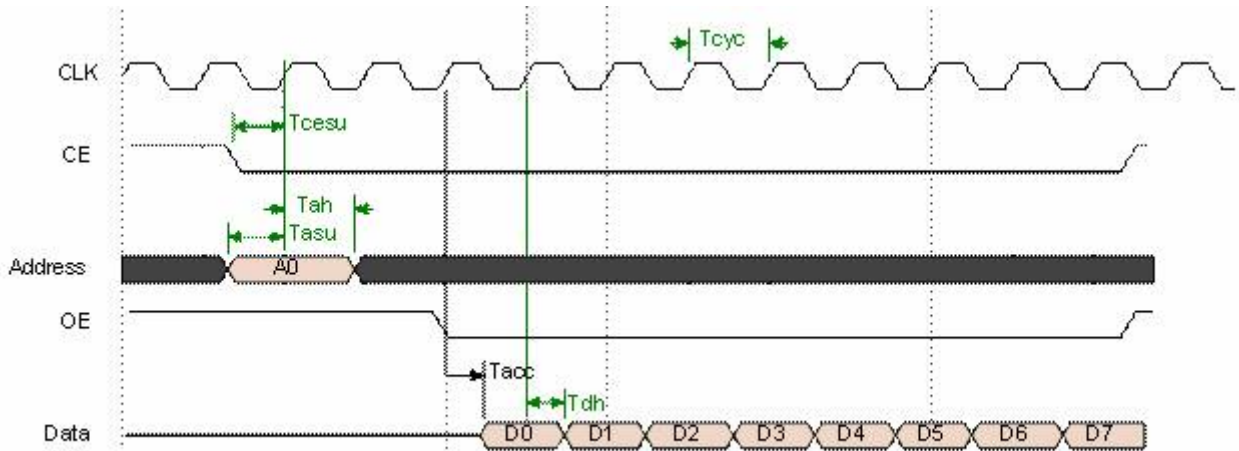 Tcyc
CLK
Tcesu
CE
Tah
Tasu
Address
A0
OE
Tacc
Tdh
Data D0 D1 D2 D3 D4 D5 D6 D7